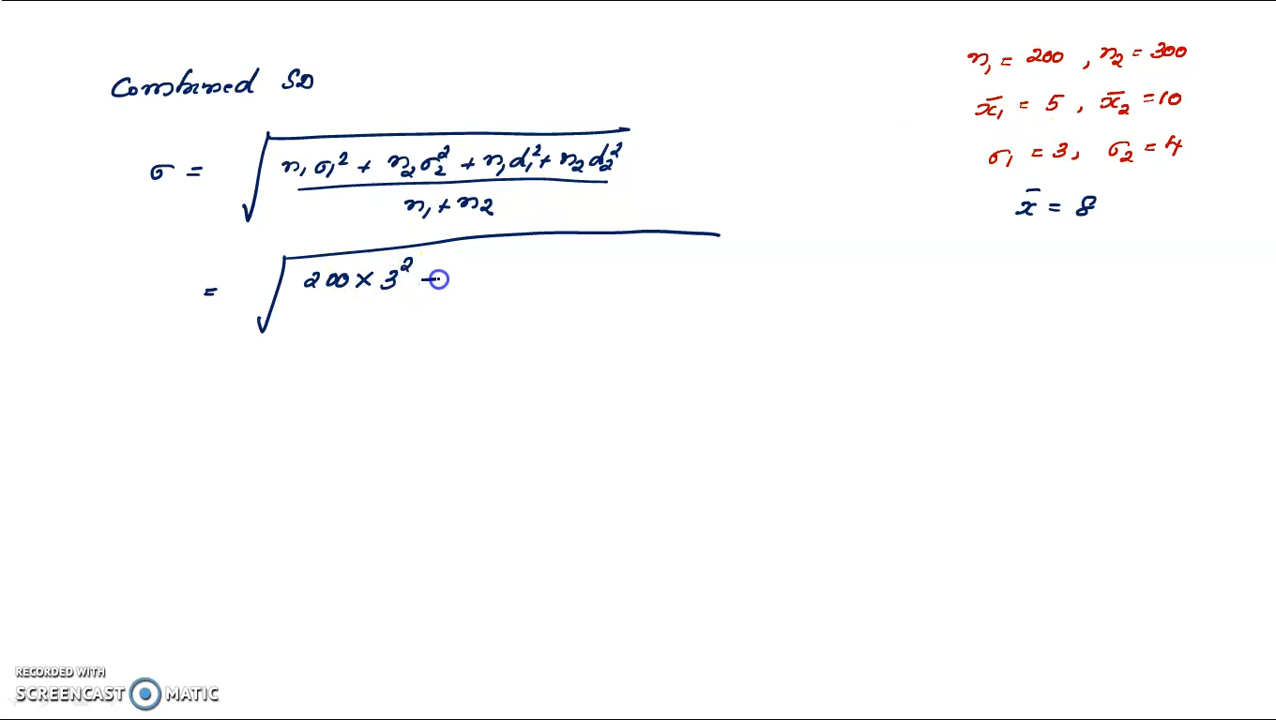 Combined SD
σ = √(n₁σ₁² + n₂σ₂² + n₁d₁² + n₂d₂² / n₁ + n₂)
= √(200 × 3² –
n₁ = 200 , n₂ = 300
x̄₁ = 5 , x̄₂ = 10
σ₁ = 3 , σ₂ = 4
x̄ = 8
RECORDED WITH
SCREENCAST MATIC